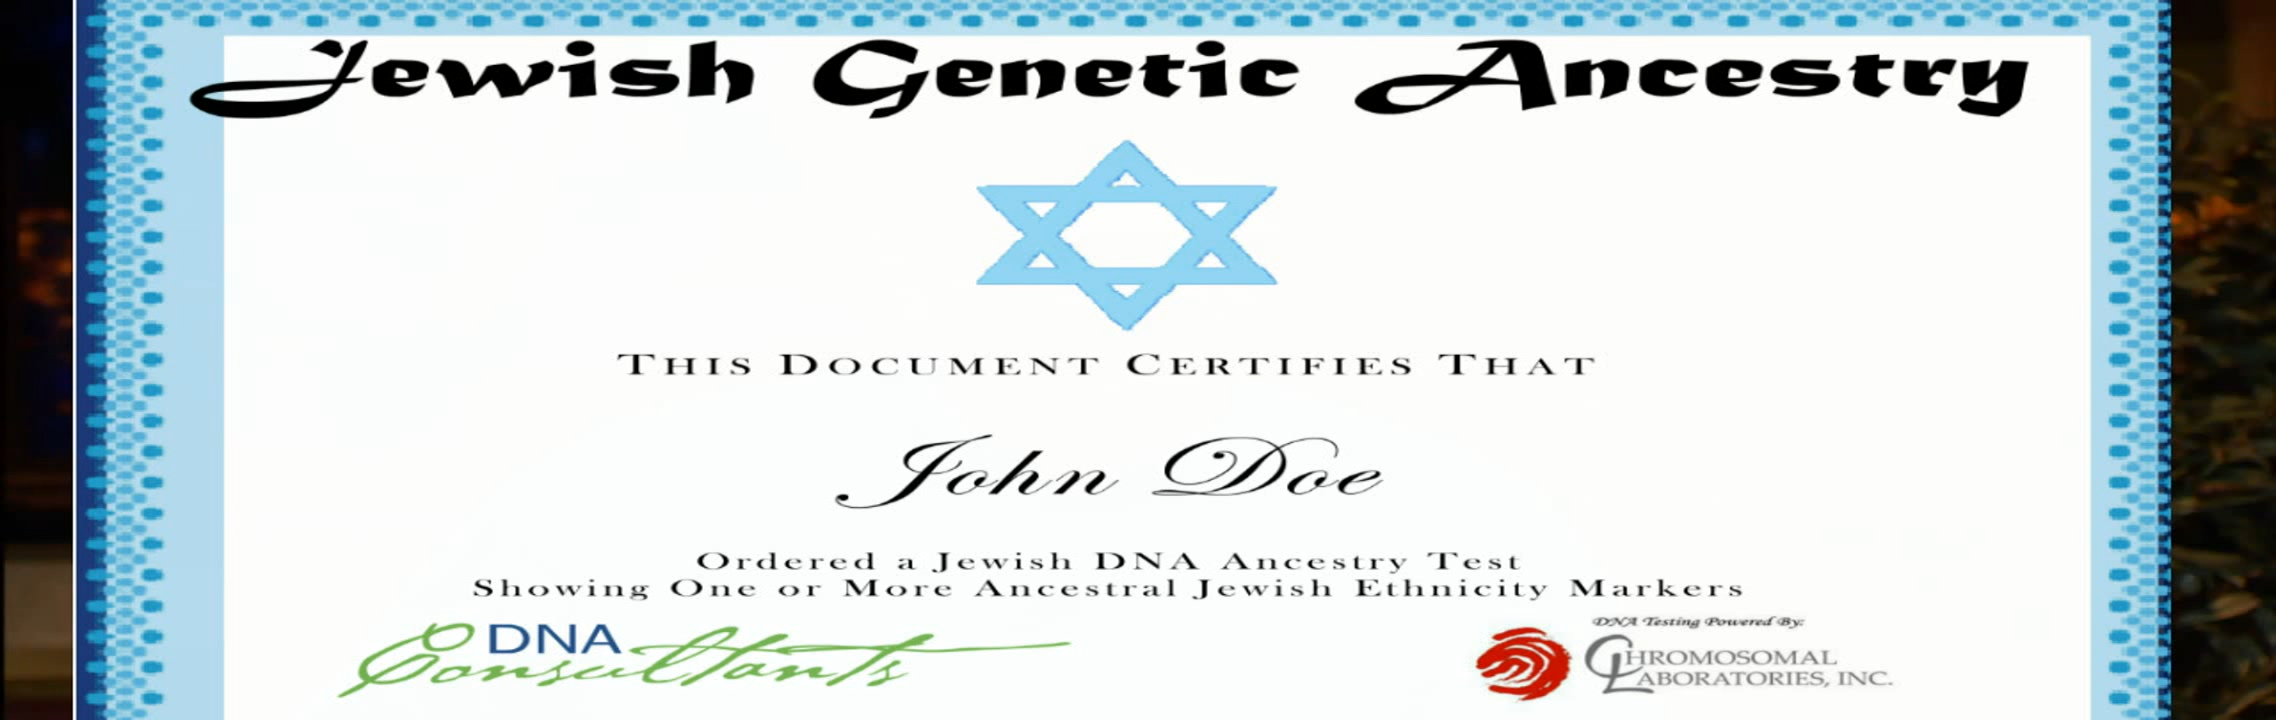 Jewish Genetic Ancestry
THIS DOCUMENT CERTIFIES THAT
John Doe
Ordered a Jewish DNA Ancestry Test
Showing One or More Ancestral Jewish Ethnicity Markers
DNA
Consultants
DNA Testing Powered By:
CHROMOSOMAL
LABORATORIES, INC.